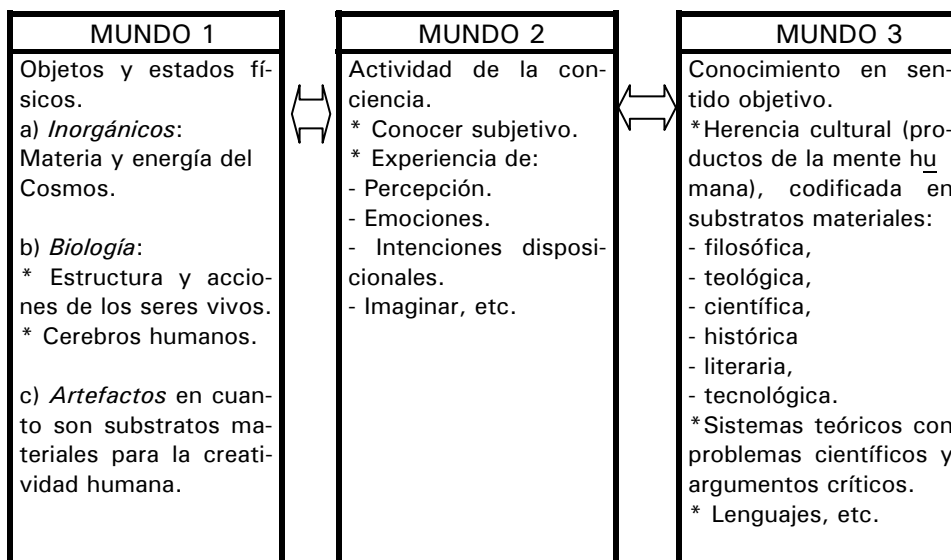 MUNDO 1
Objetos y estados fí-
sicos.
a) Inorgánicos:
Materia y energía del
Cosmos.
b) Biología:
* Estructura y accio-
nes de los seres vivos.
* Cerebros humanos.
c) Artefactos en cuan-
to son substratos ma-
teriales para la creati-
vidad humana.
MUNDO 2
Actividad de la con-
ciencia.
* Conocer subjetivo.
* Experiencia de:
- Percepción.
- Emociones.
- Intenciones disposi-
cionales.
- Imaginar, etc.
MUNDO 3
Conocimiento en sen-
tido objetivo.
*Herencia cultural (pro-
ductos de la mente hu
mana), codificada en
substratos materiales:
- filosófica,
- teológica,
- científica,
- histórica
- literaria,
- tecnológica.
*Sistemas teóricos con
problemas científicos y
argumentos críticos.
* Lenguajes, etc.